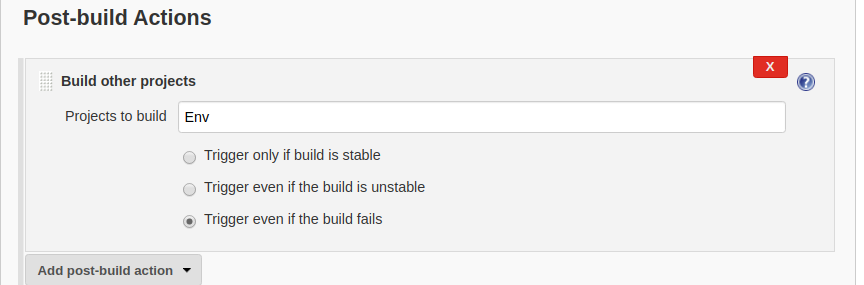 Post-build Actions
X
Build other projects
?
Projects to build Env
Trigger only if build is stable
Trigger even if the build is unstable
Trigger even if the build fails
Add post-build action